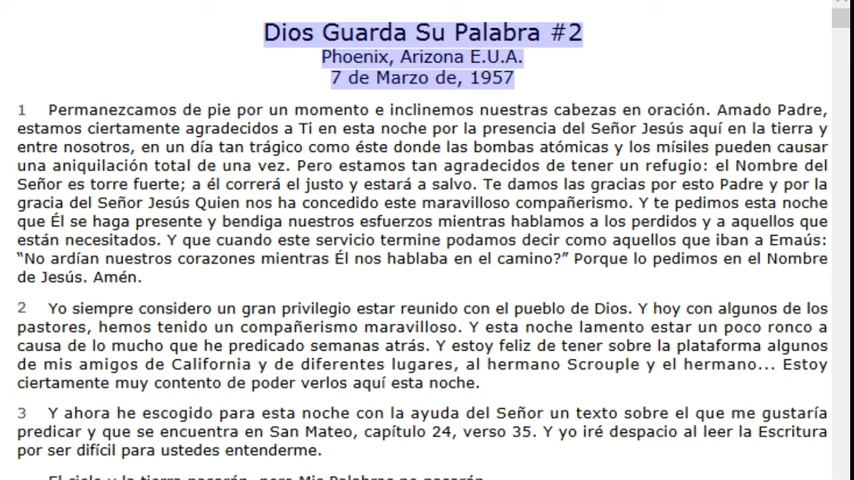 Dios Guarda Su Palabra #2
Phoenix, Arizona E.U.A.
7 de Marzo de, 1957
1 Permanezcamos de pie por un momento e inclinemos nuestras cabezas en oración. Amado Padre,
estamos ciertamente agradecidos a Ti en esta noche por la presencia del Señor Jesús aquí en la tierra y
entre nosotros, en un día tan trágico como éste donde las bombas atómicas y los mísiles pueden causar
una aniquilación total de una vez. Pero estamos tan agradecidos de tener un refugio: el Nombre del
Señor es torre fuerte; a él correrá el justo y estará a salvo. Te damos las gracias por esto Padre y por la
gracia del Señor Jesús Quien nos ha concedido este maravilloso compañerismo. Y te pedimos esta noche
que Él se haga presente y bendiga nuestros esfuerzos mientras hablamos a los perdidos y a aquellos que
están necesitados. Y que cuando este servicio termine podamos decir como aquellos que iban a Emaús:
“No ardían nuestros corazones mientras Él nos hablaba en el camino?” Porque lo pedimos en el Nombre
de Jesús. Amén.
2 Yo siempre considero un gran privilegio estar reunido con el pueblo de Dios. Y hoy con algunos de los
pastores, hemos tenido un compañerismo maravilloso. Y esta noche lamento estar un poco ronco a
causa de lo mucho que he predicado semanas atrás. Y estoy feliz de tener sobre la plataforma algunos
de mis amigos de California y de diferentes lugares, al hermano Scrouple y el hermano... Estoy
ciertamente muy contento de poder verlos aquí esta noche.
3 Y ahora he escogido para esta noche con la ayuda del Señor un texto sobre el que me gustaría
predicar y que se encuentra en San Mateo, capítulo 24, verso 35. Y yo iré despacio al leer la Escritura
por ser difícil para ustedes entenderme.
El cielo y la tierra pasarán, pero Mis Palabras no pasarán